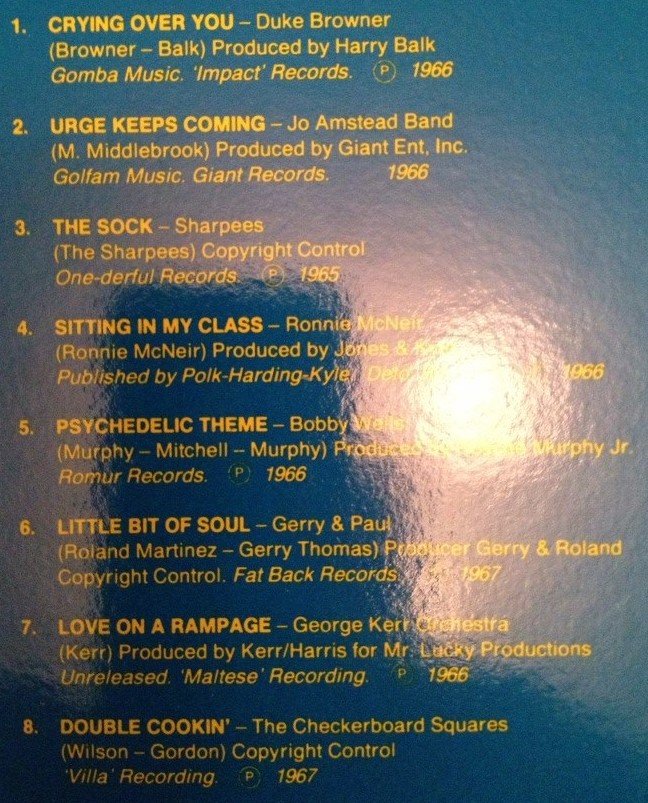 1. CRYING OVER YOU – Duke Browner
(Browner – Balk) Produced by Harry Balk
Gomba Music. 'Impact' Records. Ⓟ 1966
2. URGE KEEPS COMING – Jo Amstead Band
(M. Middlebrook) Produced by Giant Ent, Inc.
Golfam Music. Giant Records. 1966
3. THE SOCK – Sharpees
(The Sharpees) Copyright Control
One-derful Records Ⓟ 1965
4. SITTING IN MY CLASS – Ronnie McNeir
(Ronnie McNeir) Produced by Jones &
Published by Polk-Harding-Kyle, 1966
5. PSYCHEDELIC THEME – Bobby Wells
(Murphy – Mitchell – Murphy) Produced by Murphy Jr.
Romur Records. Ⓟ 1966
6. LITTLE BIT OF SOUL – Gerry & Paul
(Roland Martinez – Gerry Thomas) Producer Gerry & Roland
Copyright Control. Fat Back Records Ⓟ 1967
7. LOVE ON A RAMPAGE – George Kerr Orchestra
(Kerr) Produced by Kerr/Harris for Mr. Lucky Productions
Unreleased. 'Maltese' Recording. Ⓟ 1966
8. DOUBLE COOKIN' – The Checkerboard Squares
(Wilson – Gordon) Copyright Control
'Villa' Recording. Ⓟ 1967